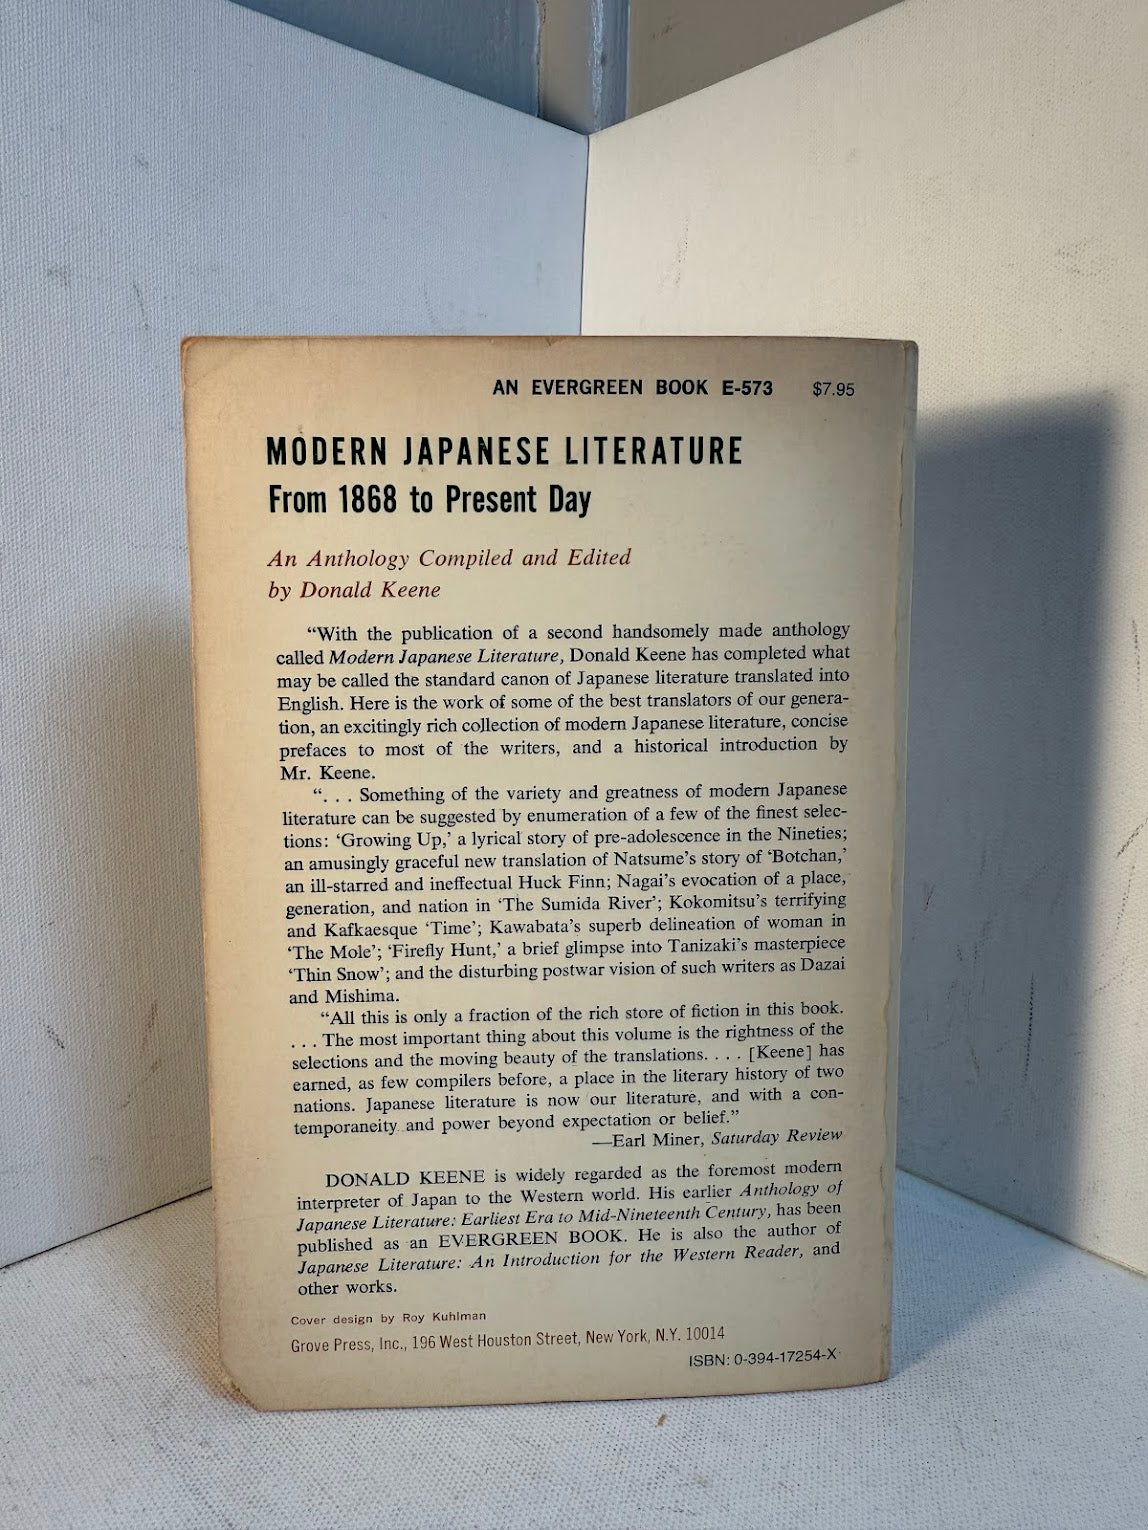 AN EVERGREEN BOOK E-573 $7.95
MODERN JAPANESE LITERATURE
From 1868 to Present Day
An Anthology Compiled and Edited
by Donald Keene
“With the publication of a second handsomely made anthology
called Modern Japanese Literature, Donald Keene has completed what
may be called the standard canon of Japanese literature translated into
English. Here is the work of some of the best translators of our genera-
tion, an excitingly rich collection of modern Japanese literature, concise
prefaces to most of the writers, and a historical introduction by
Mr. Keene.
“. . . Something of the variety and greatness of modern Japanese
literature can be suggested by enumeration of a few of the finest selec-
tions: ‘Growing Up,’ a lyrical story of pre-adolescence in the Nineties;
an amusingly graceful new translation of Natsume’s story of ‘Botchan,’
an ill-starred and ineffectual Huck Finn; Nagai’s evocation of a place,
generation, and nation in ‘The Sumida River’; Kokomitsu’s terrifying
and Kafkaesque ‘Time’; Kawabata’s superb delineation of woman in
‘The Mole’; ‘Firefly Hunt,’ a brief glimpse into Tanizaki’s masterpiece
‘Thin Snow’; and the disturbing postwar vision of such writers as Dazai
and Mishima.
“All this is only a fraction of the rich store of fiction in this book.
. . . The most important thing about this volume is the rightness of the
selections and the moving beauty of the translations. . . . [Keene] has
earned, as few compilers before, a place in the literary history of two
nations. Japanese literature is now our literature, and with a con-
temporaneity and power beyond expectation or belief.”
—Earl Miner, Saturday Review
DONALD KEENE is widely regarded as the foremost modern
interpreter of Japan to the Western world. His earlier Anthology of
Japanese Literature: Earliest Era to Mid-Nineteenth Century, has been
published as an EVERGREEN BOOK. He is also the author of
Japanese Literature: An Introduction for the Western Reader, and
other works.
Cover design by Roy Kuhlman
Grove Press, Inc., 196 West Houston Street, New York, N.Y. 10014
ISBN: 0-394-17254-X